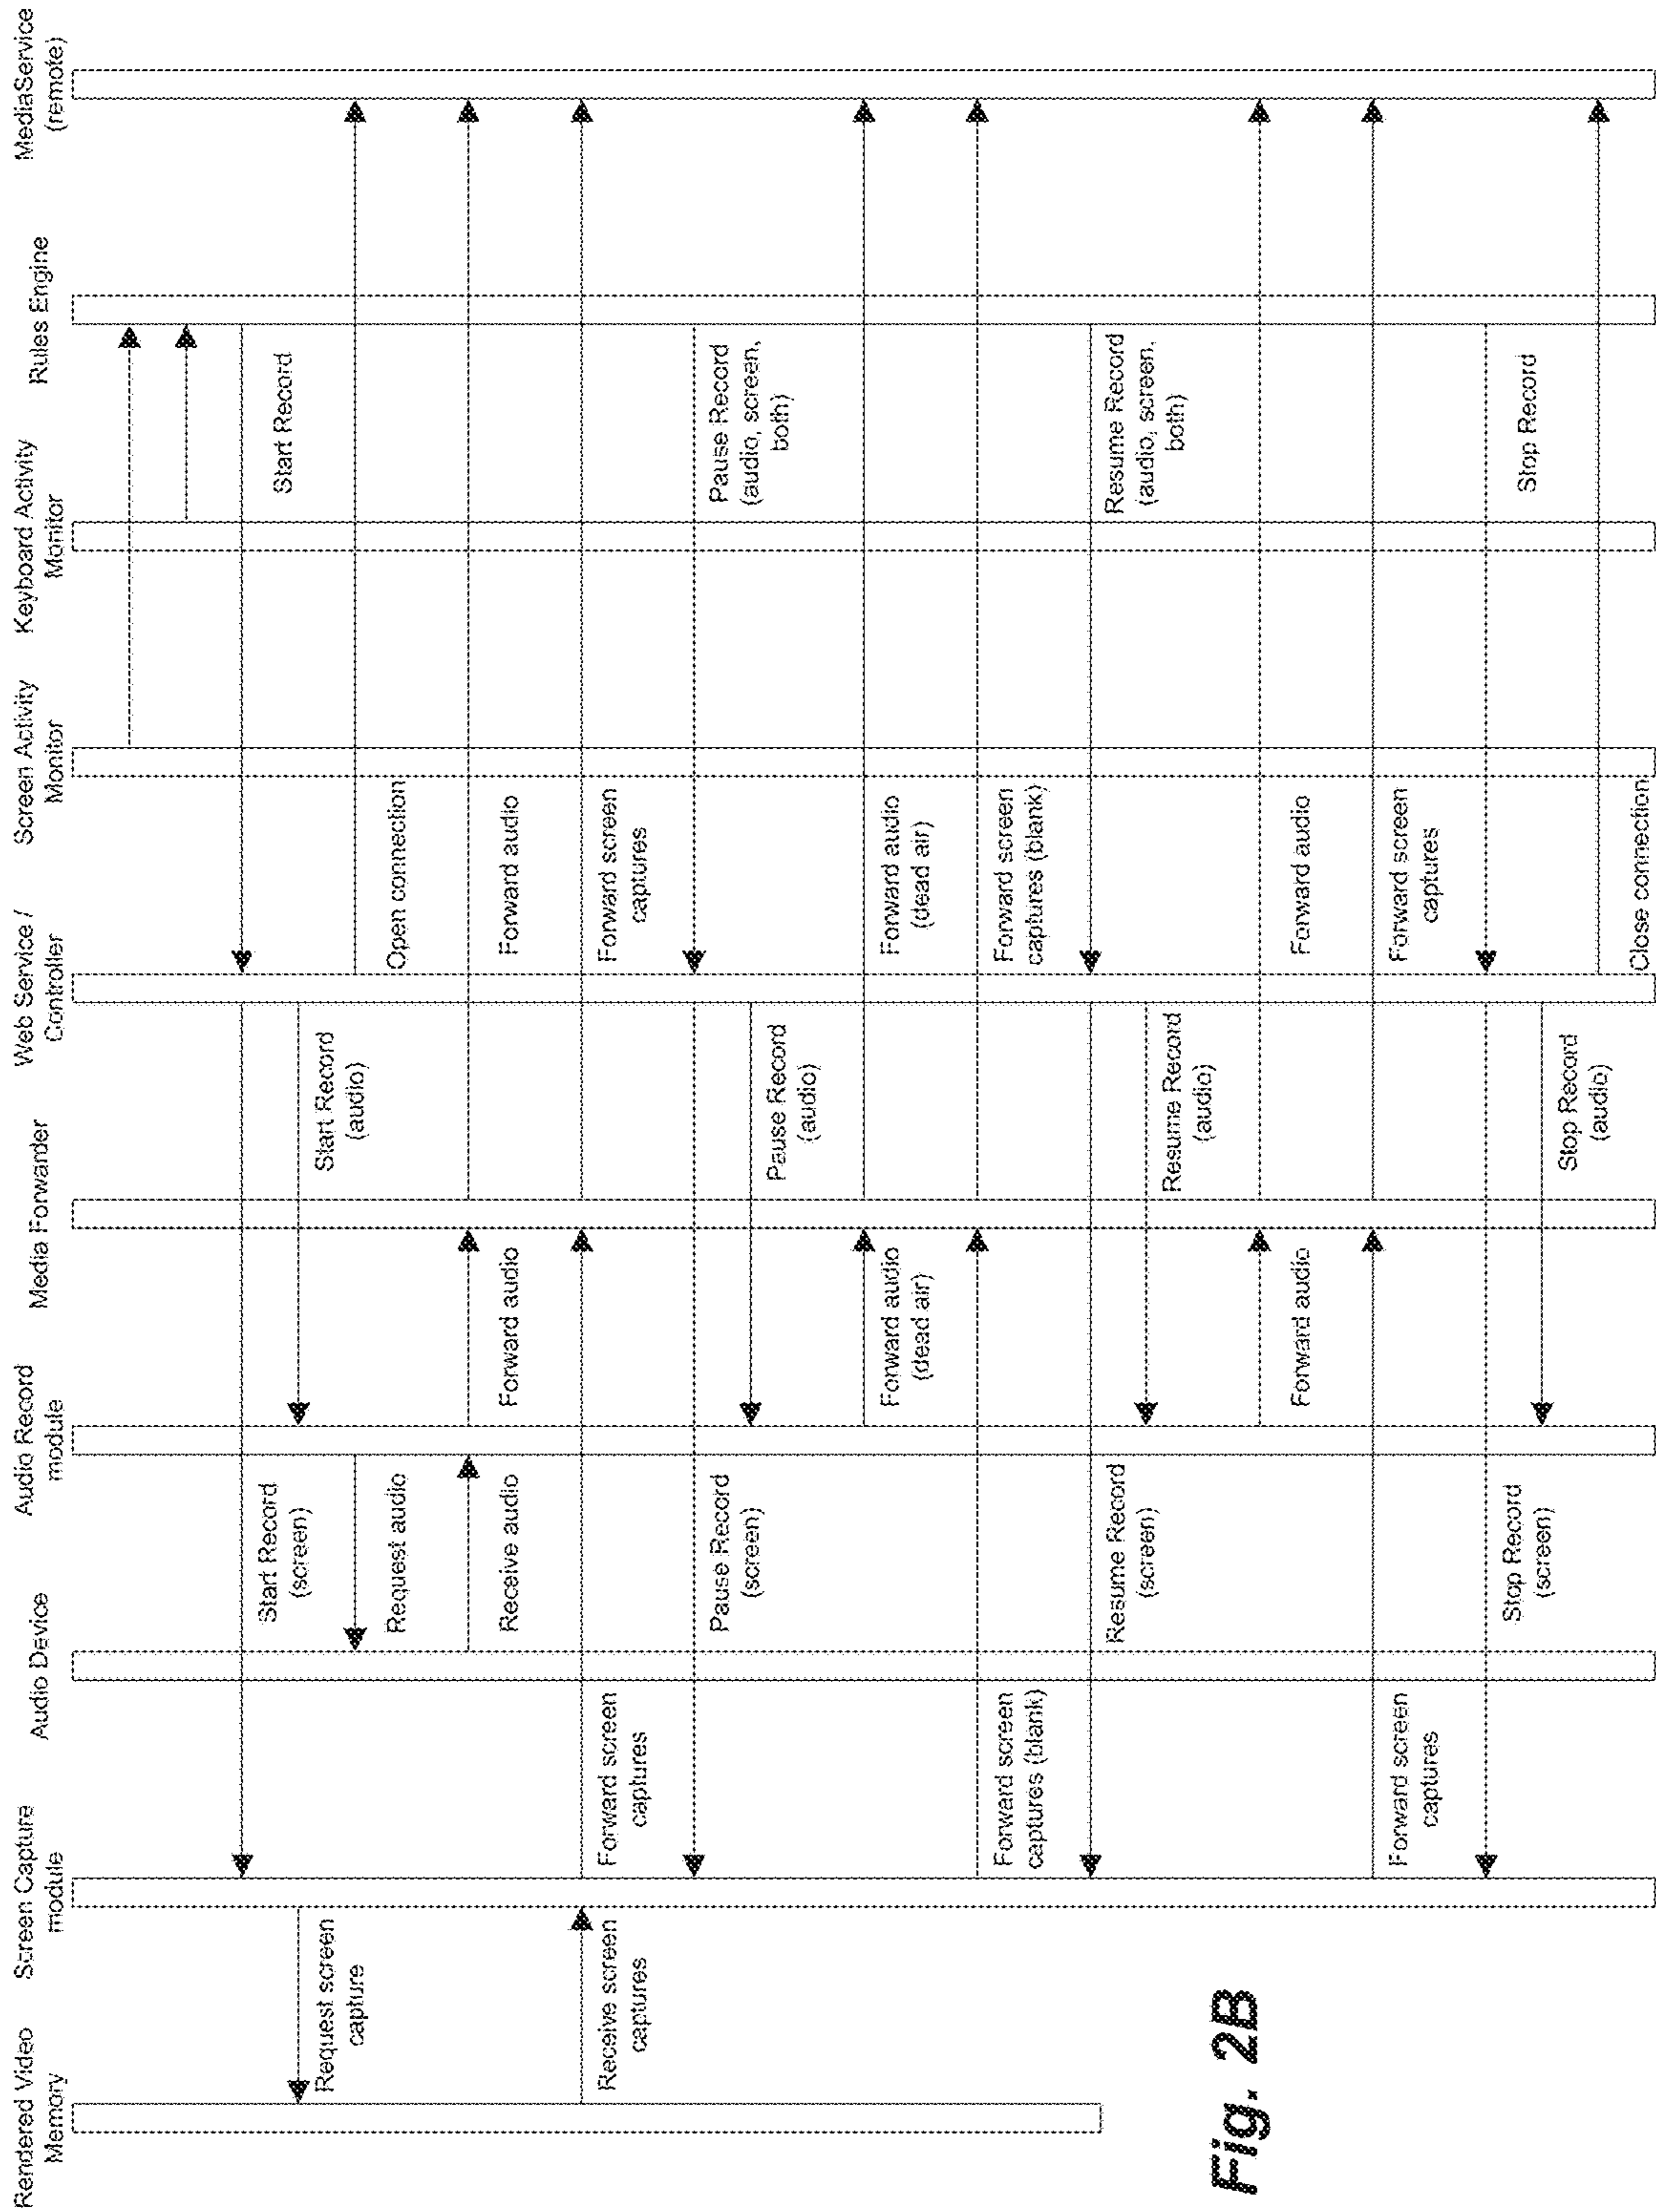 Rendered Video
Memory
Screen Capture
module
Audio Device
Audio Record
module
Media Forwarder
Web Service /
Controller
Screen Activity
Monitor
Keyboard Activity
Monitor
Rules Engine
MediaService
(remote)
Start Record
Start Record
(screen)
Request screen
capture
Start Record
(audio)
Request audio
Open connection
Receive audio
Forward audio
Forward audio
Receive screen
captures
Forward screen
captures
Forward screen
captures
Pause Record
(screen)
Pause Record
(audio, screen,
both)
Pause Record
(audio)
Forward audio
(dead air)
Forward audio
(dead air)
Forward screen
captures (blank)
Forward screen
captures (blank)
Resume Record
(screen)
Resume Record
(audio, screen,
both)
Resume Record
(audio)
Forward audio
Forward audio
Forward screen
captures
Forward screen
captures
Stop Record
(screen)
Stop Record
Stop Record
(audio)
Close connection
Fig. 2B